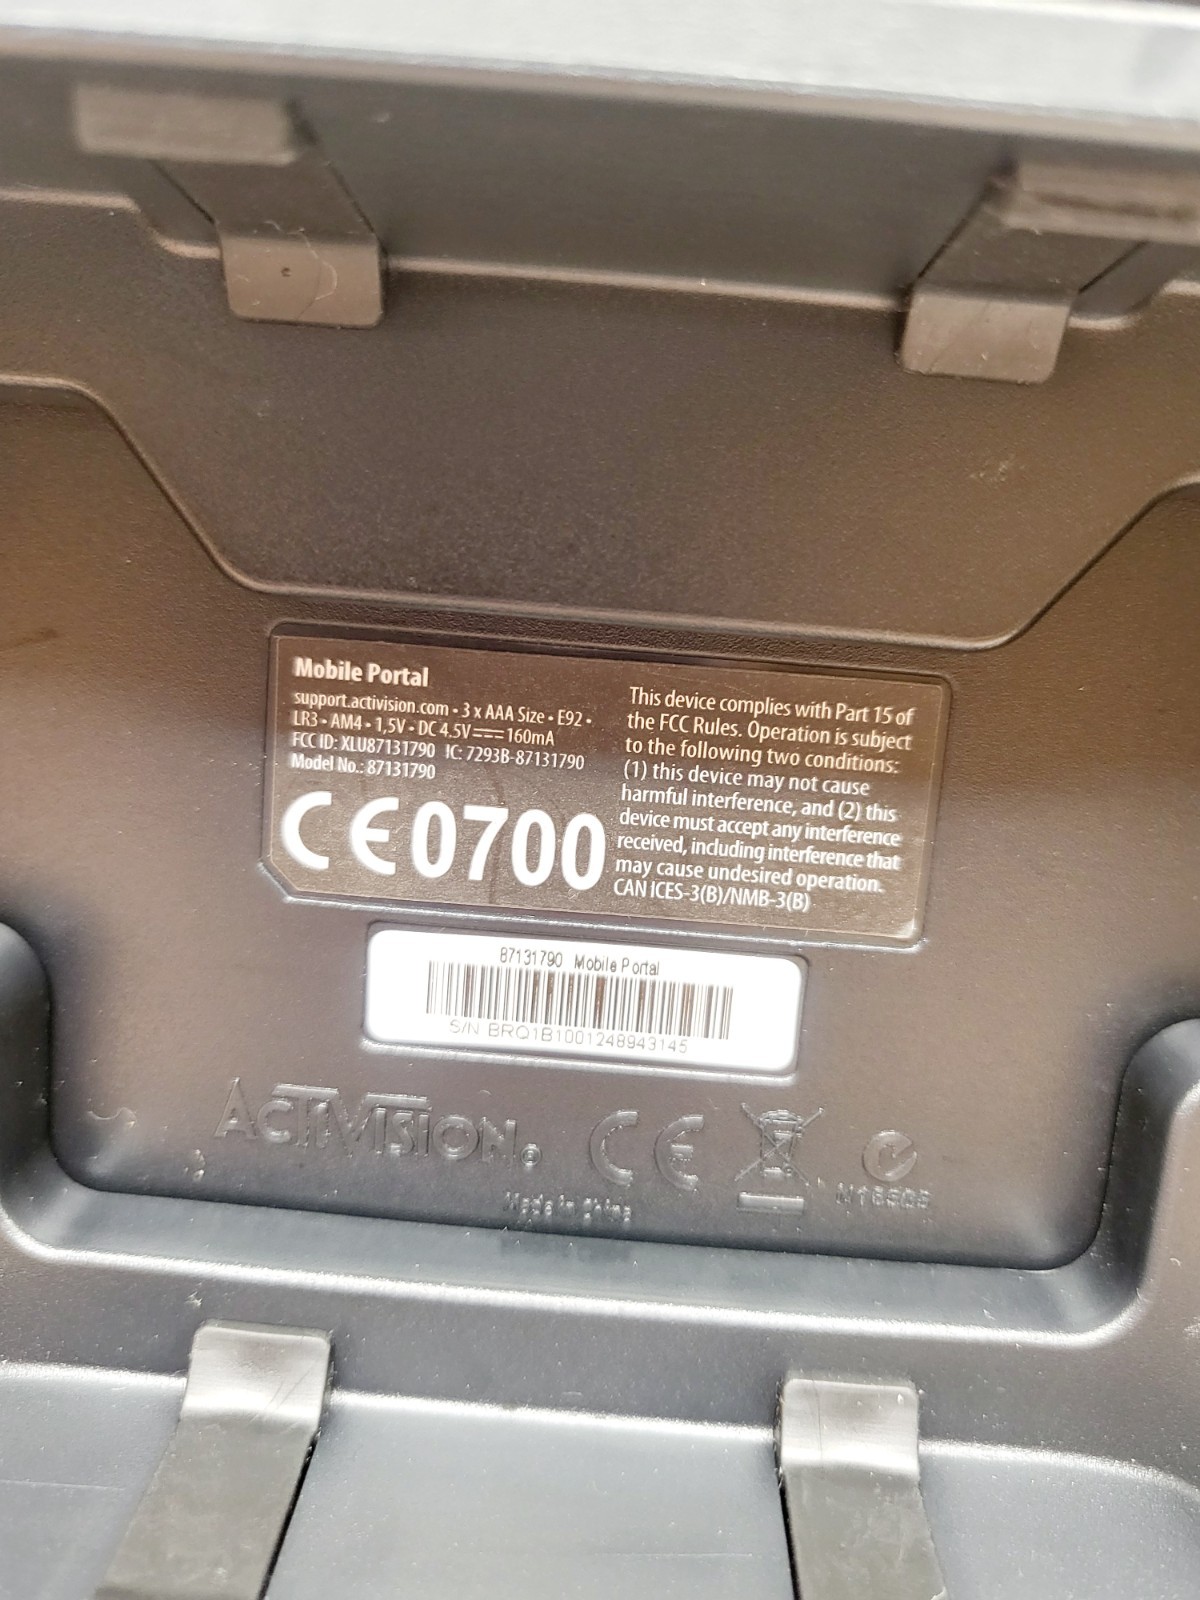 Mobile Portal
support.activision.com • 3 x AAA Size • E92 •
LR3 • AM4 • 1,5V • DC 4.5V⎓160mA
FCC ID: XLU87131790 IC: 7293B-87131790
Model No.: 87131790
CE0700
This device complies with Part 15 of
the FCC Rules. Operation is subject
to the following two conditions:
(1) this device may not cause
harmful interference, and (2) this
device must accept any interference
received, including interference that
may cause undesired operation.
CAN ICES-3(B)/NMB-3(B)
87131790 Mobile Portal
S/N BRQ1B1001248943145
ACTIVISION®
CE
Made in China